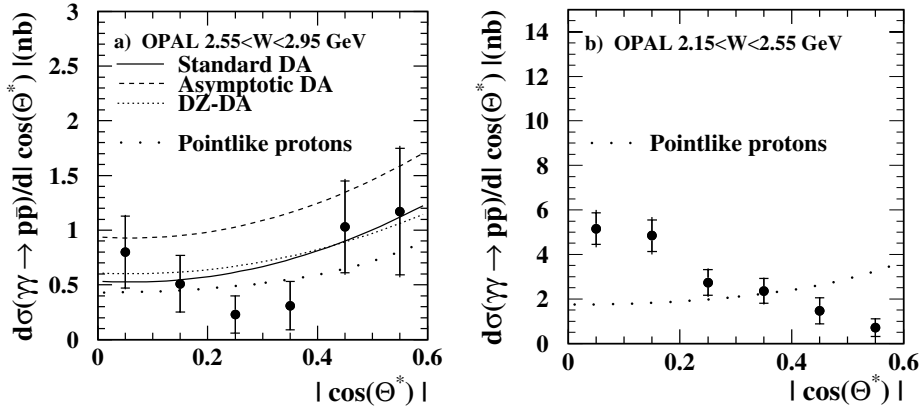 a) OPAL 2.55<W<2.95 GeV
Standard DA
Asymptotic DA
DZ-DA
Pointlike protons
dσ(γγ → pp̄)/d| cos(Θ*) |(nb)
3
2.5
2
1.5
1
0.5
0
0
0.2
0.4
0.6
| cos(Θ*) |
b) OPAL 2.15<W<2.55 GeV
Pointlike protons
dσ(γγ → pp̄)/d| cos(Θ*) |(nb)
14
12
10
8
6
4
2
0
0
0.2
0.4
0.6
| cos(Θ*) |